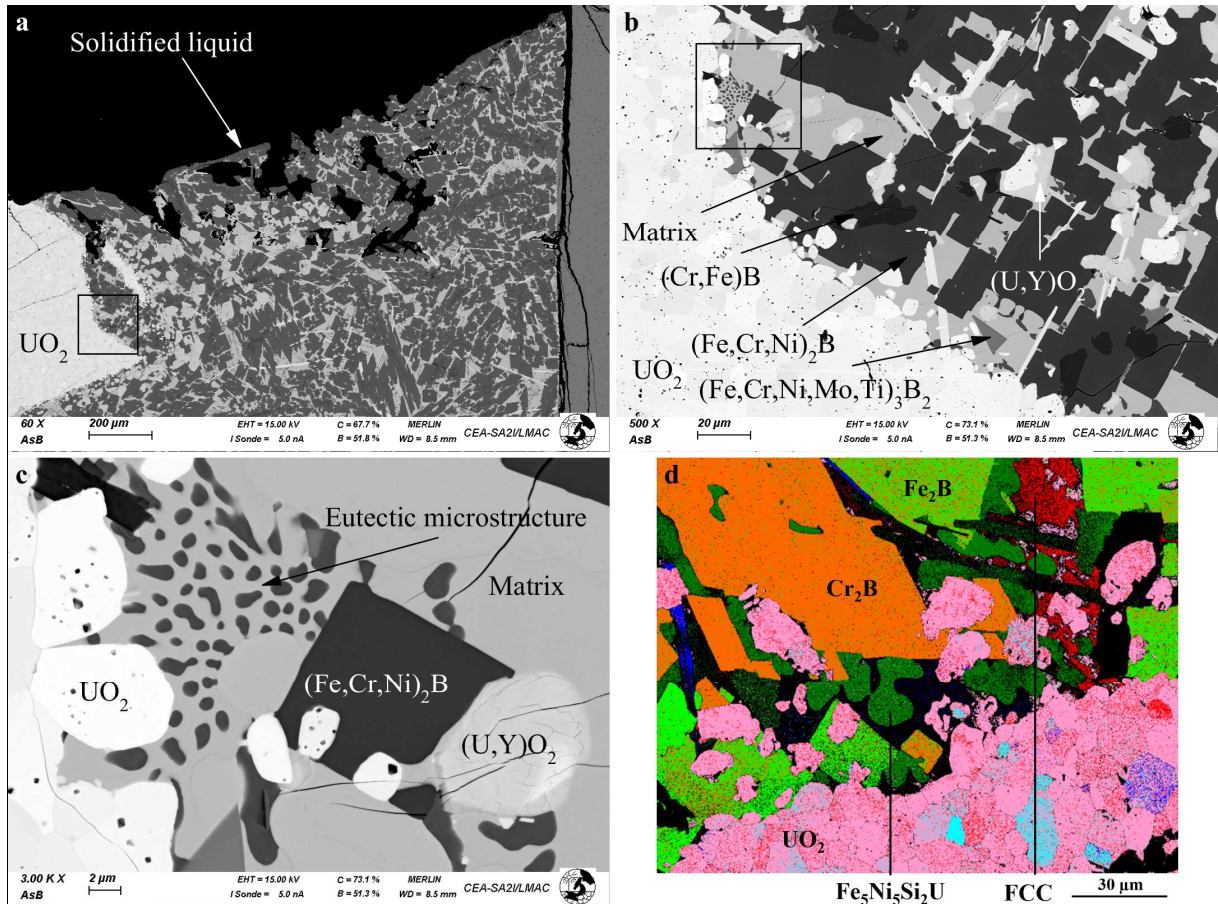 a
Solidified liquid
UO2
60 X
AsB
200 µm
EHT = 15.00 kV
I Sonde = 5.0 nA
C = 67.7 %
B = 51.8 %
MERLIN
WD = 8.5 mm
CEA-SA2I/LMAC
b
Matrix
(Cr,Fe)B
(U,Y)O2
(Fe,Cr,Ni)2B
UO2
(Fe,Cr,Ni,Mo,Ti)3B2
500 X
AsB
20 µm
EHT = 15.00 kV
I Sonde = 5.0 nA
C = 73.1 %
B = 51.3 %
MERLIN
WD = 8.5 mm
CEA-SA2I/LMAC
c
Eutectic microstructure
Matrix
UO2
(Fe,Cr,Ni)2B
(U,Y)O2
3.00 K X
AsB
2 µm
EHT = 15.00 kV
I Sonde = 5.0 nA
C = 73.1 %
B = 51.3 %
MERLIN
WD = 8.5 mm
CEA-SA2I/LMAC
d
Fe2B
Cr2B
UO2
Fe5Ni5Si2U
FCC
30 µm